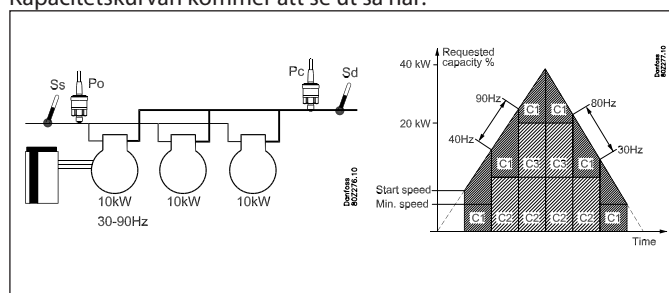 Kapacitetskurvan kommer att se ut så här:
Ss
Po
Pc
Sd
10kW
10kW
10kW
30-90Hz
Danfoss
80Z276.10
Requested
capacity %
40 kW
20 kW
Start speed
Min. speed
90Hz
40Hz
80Hz
30Hz
C1
C1
C1
C3
C3
C1
C1
C2
C2
C2
C2
C1
Time
Danfoss
80Z277.10